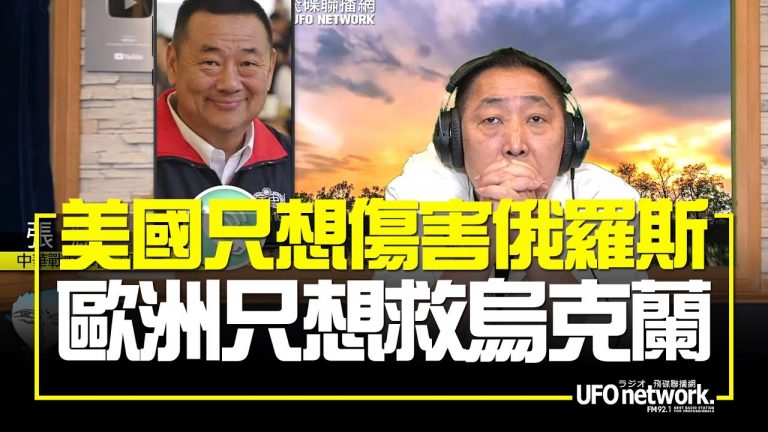 飛碟聯播網
UFO NETWORK
YouTube
張
中華戰
美國只想傷害俄羅斯
歐洲只想救烏克蘭
ラジオ 飛碟聯播網
UFO network.
FM92.1 BEST RADIO STATION
FOR PROFESSIONALS